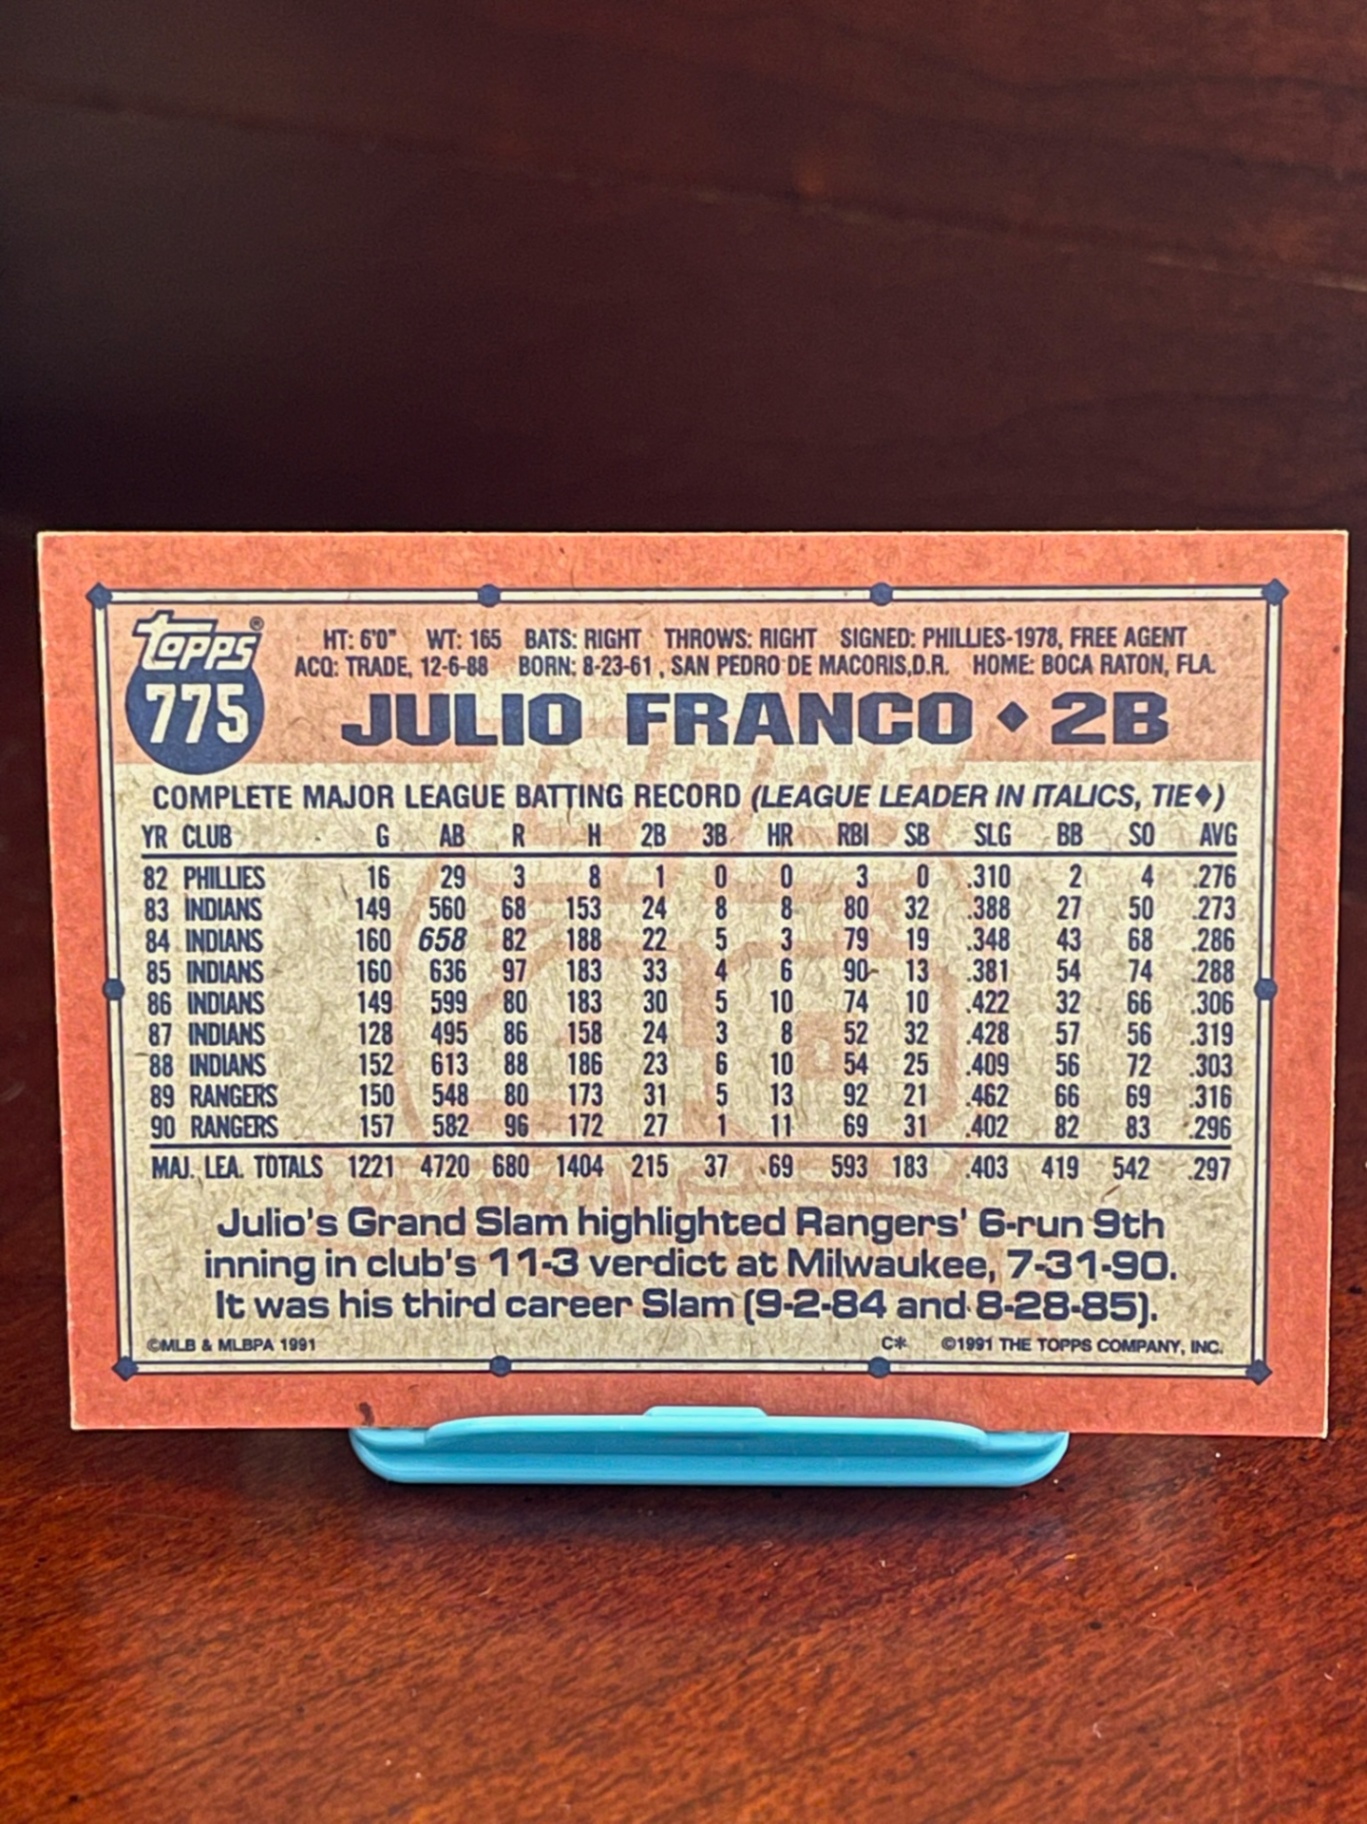 TOPPS®
775
HT: 6'0" WT: 165 BATS: RIGHT THROWS: RIGHT SIGNED: PHILLIES-1978, FREE AGENT
ACQ: TRADE, 12-6-88 BORN: 8-23-61, SAN PEDRO DE MACORIS,D.R. HOME: BOCA RATON, FLA.
JULIO FRANCO ♦ 2B
COMPLETE MAJOR LEAGUE BATTING RECORD (LEAGUE LEADER IN ITALICS, TIE♦)
YR CLUB G AB R H 2B 3B HR RBI SB SLG BB SO AVG
82 PHILLIES 16 29 3 8 1 0 0 3 0 .310 2 4 .276
83 INDIANS 149 560 68 153 24 8 8 80 32 .388 27 50 .273
84 INDIANS 160 658 82 188 22 5 3 79 19 .348 43 68 .286
85 INDIANS 160 636 97 183 33 4 6 90 13 .381 54 74 .288
86 INDIANS 149 599 80 183 30 5 10 74 10 .422 32 66 .306
87 INDIANS 128 495 86 158 24 3 8 52 32 .428 57 56 .319
88 INDIANS 152 613 88 186 23 6 10 54 25 .409 56 72 .303
89 RANGERS 150 548 80 173 31 5 13 92 21 .462 66 69 .316
90 RANGERS 157 582 96 172 27 1 11 69 31 .402 82 83 .296
MAJ. LEA. TOTALS 1221 4720 680 1404 215 37 69 593 183 .403 419 542 .297
Julio's Grand Slam highlighted Rangers' 6-run 9th
inning in club's 11-3 verdict at Milwaukee, 7-31-90.
It was his third career Slam (9-2-84 and 8-28-85).
©MLB & MLBPA 1991 C* ©1991 THE TOPPS COMPANY, INC.